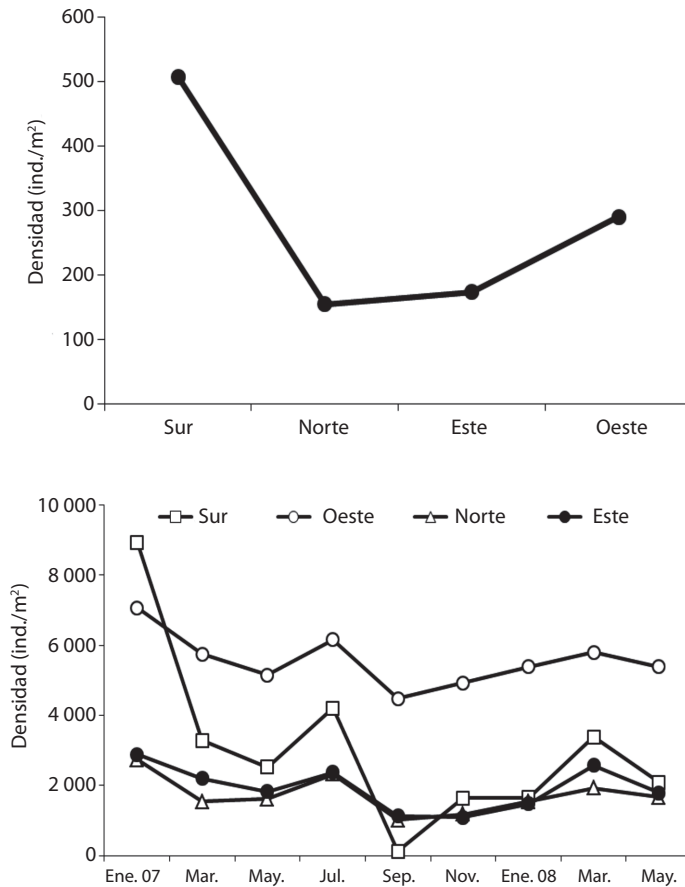 600
500
400
300
200
100
0
Densidad (ind./m²)
Sur Norte Este Oeste
10 000
8 000
6 000
4 000
2 000
0
Densidad (ind./m²)
Sur Oeste Norte Este
Ene. 07 Mar. May. Jul. Sep. Nov. Ene. 08 Mar. May.